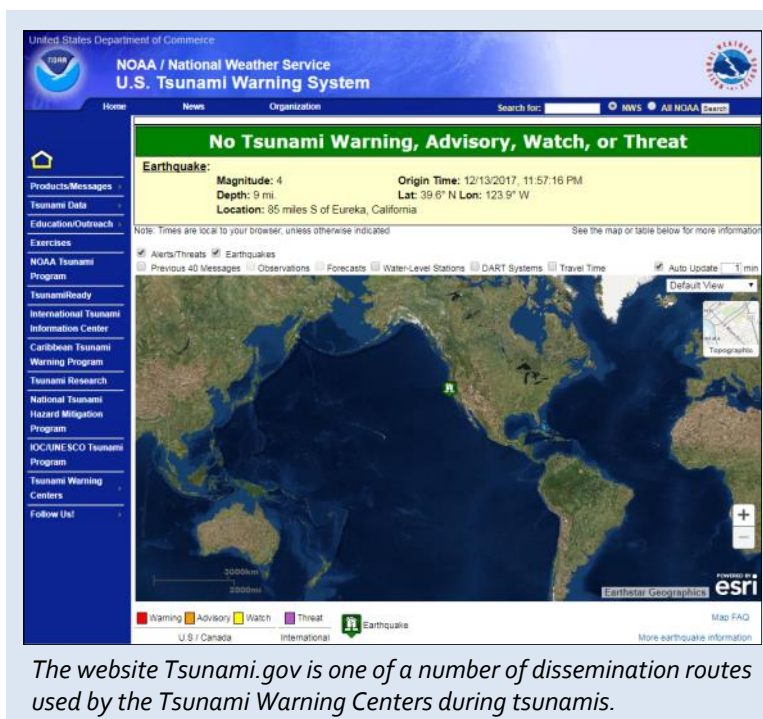 United States Department of Commerce
NOAA / National Weather Service
U.S. Tsunami Warning System
Home News Organization Search for: NWS All NOAA Search
No Tsunami Warning, Advisory, Watch, or Threat
Earthquake:
Magnitude: 4 Origin Time: 12/13/2017, 11:57:16 PM
Depth: 9 mi. Lat: 39.6° N Lon: 123.9° W
Location: 85 miles S of Eureka, California
Note: Times are local to your browser, unless otherwise indicated See the map or table below for more information
Alerts/Threats Earthquakes
Previous 40 Messages Observations Forecasts Water-Level Stations DART Systems Travel Time Auto Update 1 min
Default View
Topographic
Products/Messages
Tsunami Data
Education/Outreach
Exercises
NOAA Tsunami
Program
TsunamiReady
International Tsunami
Information Center
Caribbean Tsunami
Warning Program
Tsunami Research
National Tsunami
Hazard Mitigation
Program
IOC/UNESCO Tsunami
Program
Tsunami Warning
Centers
Follow Us!
+
−
3000km
2000mi
Earthstar Geographics
POWERED BY
esri
Warning Advisory Watch Threat Earthquake
U.S./Canada International
Map FAQ
More earthquake information
The website Tsunami.gov is one of a number of dissemination routes
used by the Tsunami Warning Centers during tsunamis.